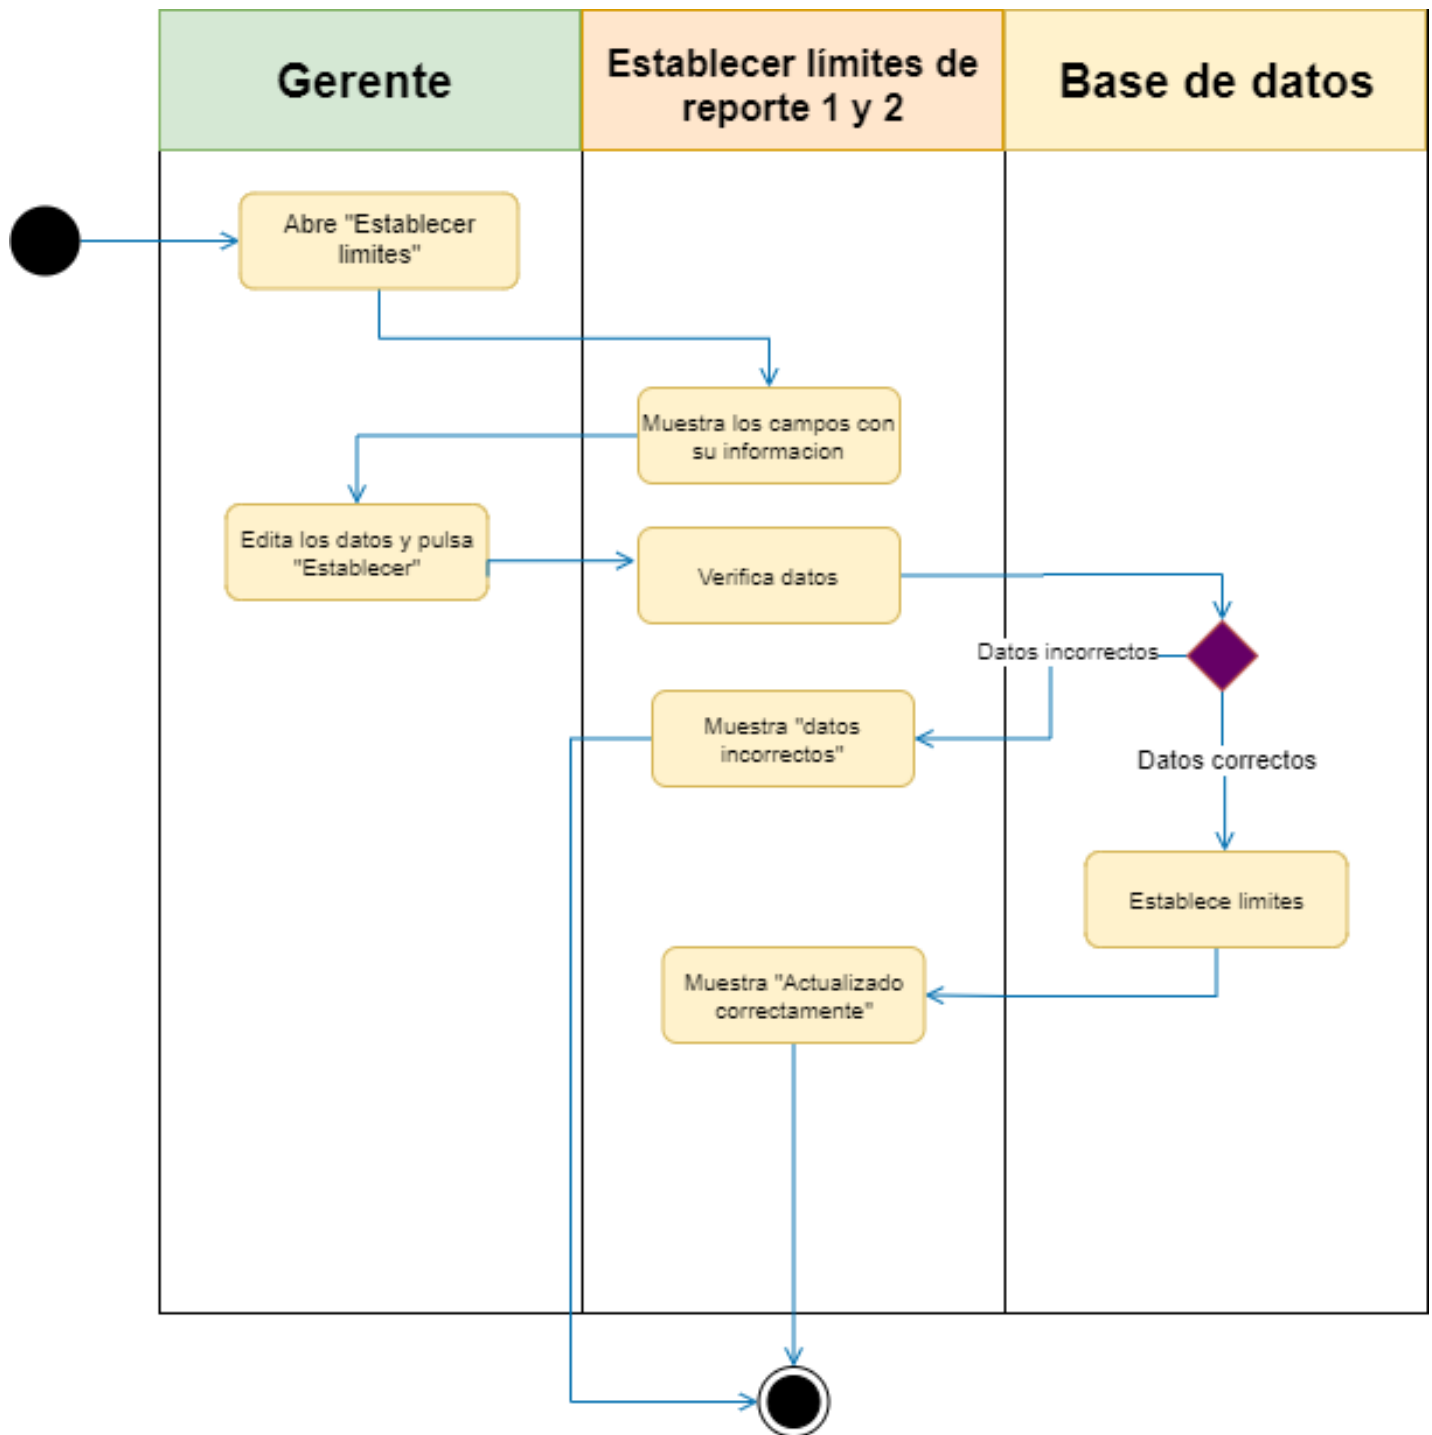 Gerente
Establecer límites de
reporte 1 y 2
Base de datos
Abre "Establecer
limites"
Muestra los campos con
su informacion
Edita los datos y pulsa
"Establecer"
Verifica datos
Datos incorrectos
Muestra "datos
incorrectos"
Datos correctos
Establece limites
Muestra "Actualizado
correctamente"